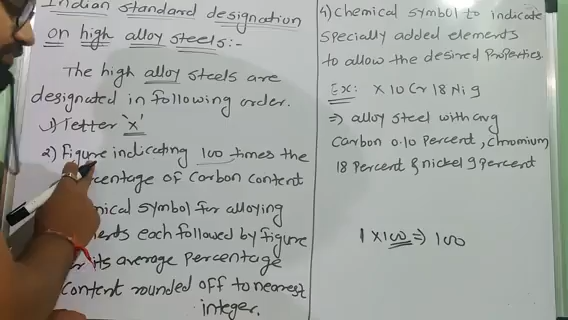 Indian standard designation
on high alloy steels:-
The high alloy steels are
designated in following order.
1) Letter 'X'
2) Figure indicating 100 times the
centage of Carbon content
ical symbol for alloying
each followed by figure
its average percentage
content rounded off to nearest
integer.
4) Chemical symbol to indicate
specially added elements
to allow the desired properties.
Ex: X 10 Cr 18 Ni 9
⇒ alloy steel with avg
Carbon 0.10 percent, chromium
18 percent & nickel 9 percent
1 X 100 ⇒ 100